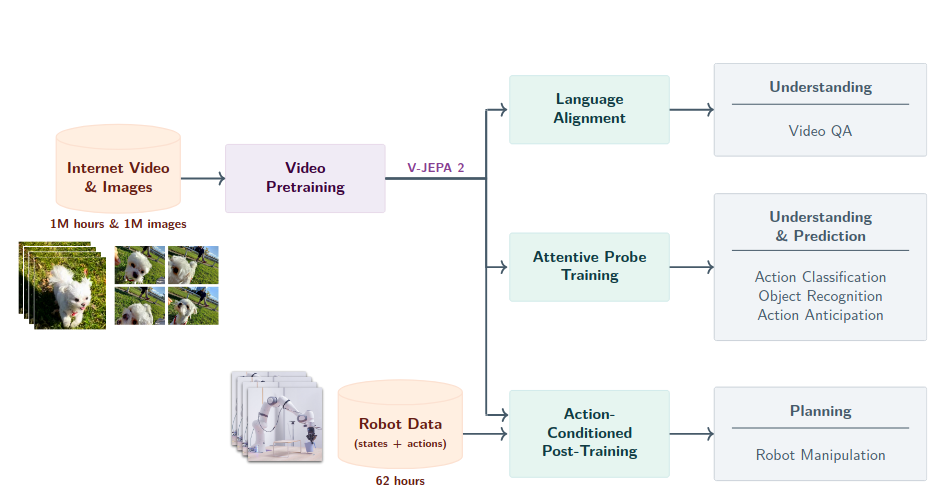 Internet Video
& Images
1M hours & 1M images
Video
Pretraining
V-JEPA 2
Language
Alignment
Understanding
Video QA
Attentive Probe
Training
Understanding
& Prediction
Action Classification
Object Recognition
Action Anticipation
Robot Data
(states + actions)
62 hours
Action-
Conditioned
Post-Training
Planning
Robot Manipulation